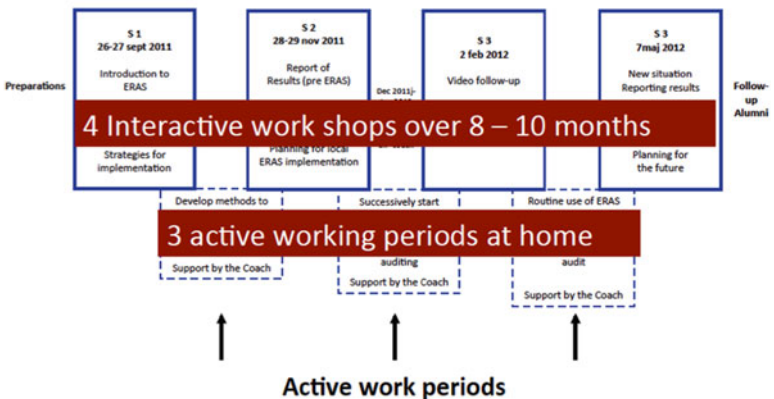 Preparations
S 1
26-27 sept 2011
Introduction to
ERAS
Strategies for
implementation
S 2
28-29 nov 2011
Report of
Results (pre ERAS)
Planning for local
ERAS implementation
Dec 2011j-
S 3
2 feb 2012
Video follow-up
S 3
7maj 2012
New situation
Reporting results
Planning for
the future
Follow-
up
Alumni
4 Interactive work shops over 8 – 10 months
Develop methods to
Support by the Coach
Successively start
auditing
Support by the Coach
Routine use of ERAS
audit
Support by the Coach
3 active working periods at home
Active work periods